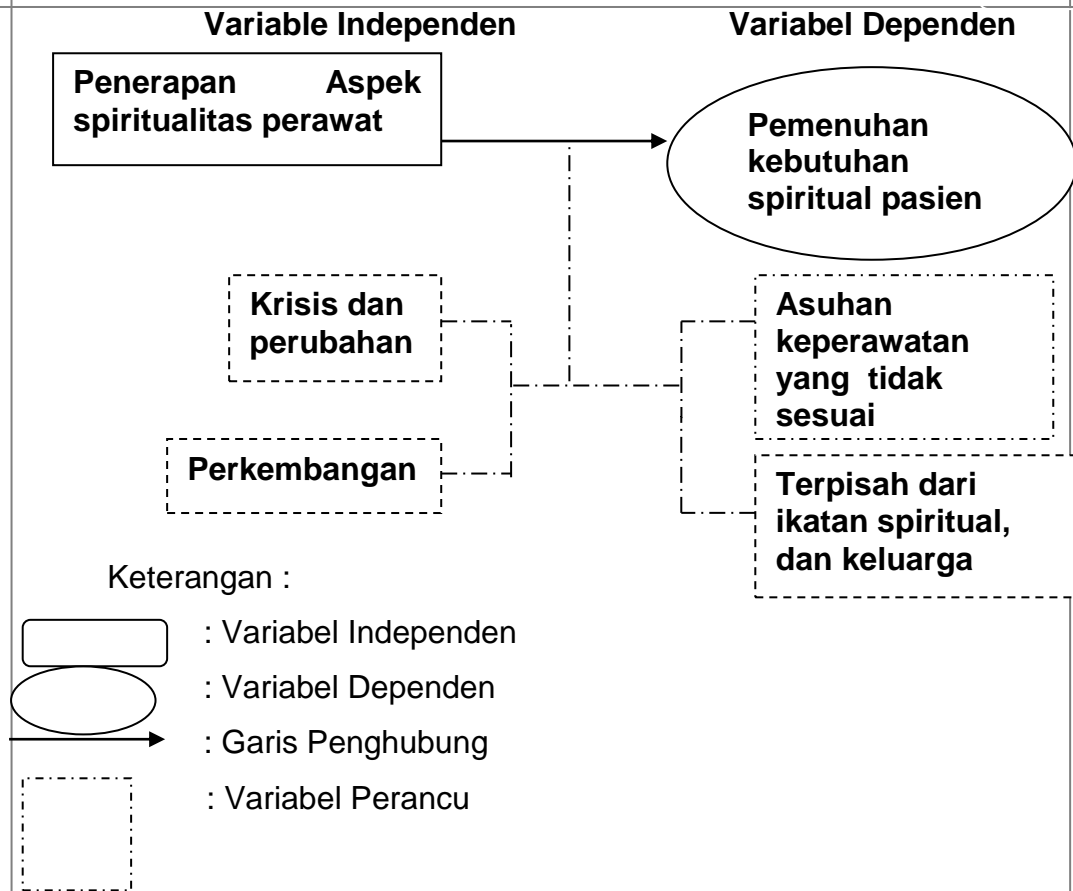 Variable Independen
Variabel Dependen
Penerapan Aspek
spiritualitas perawat
Pemenuhan
kebutuhan
spiritual pasien
Krisis dan
perubahan
Perkembangan
Asuhan
keperawatan
yang tidak
sesuai
Terpisah dari
ikatan spiritual,
dan keluarga
Keterangan :
: Variabel Independen
: Variabel Dependen
: Garis Penghubung
: Variabel Perancu